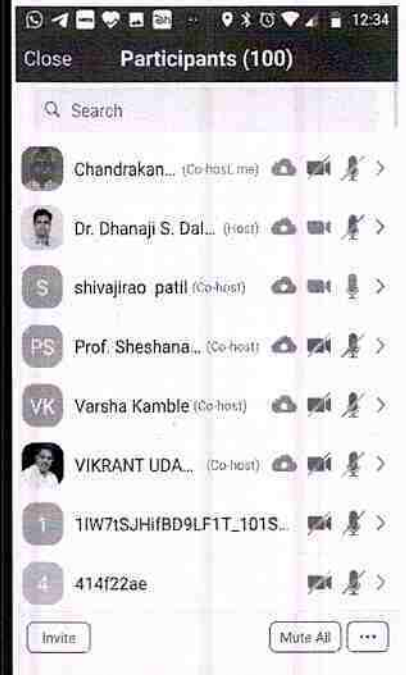 12:34
Close Participants (100)
Search
Chandrakan... (Co-host, me)
Dr. Dhanaji S. Dal... (Host)
S shivajirao patil (Co-host)
PS Prof. Sheshana... (Co-host)
VK Varsha Kamble (Co-host)
VIKRANT UDA... (Co-host)
1 1IW7tSJHifBD9LF1T_101S...
4 414f22ae
Invite Mute All ...